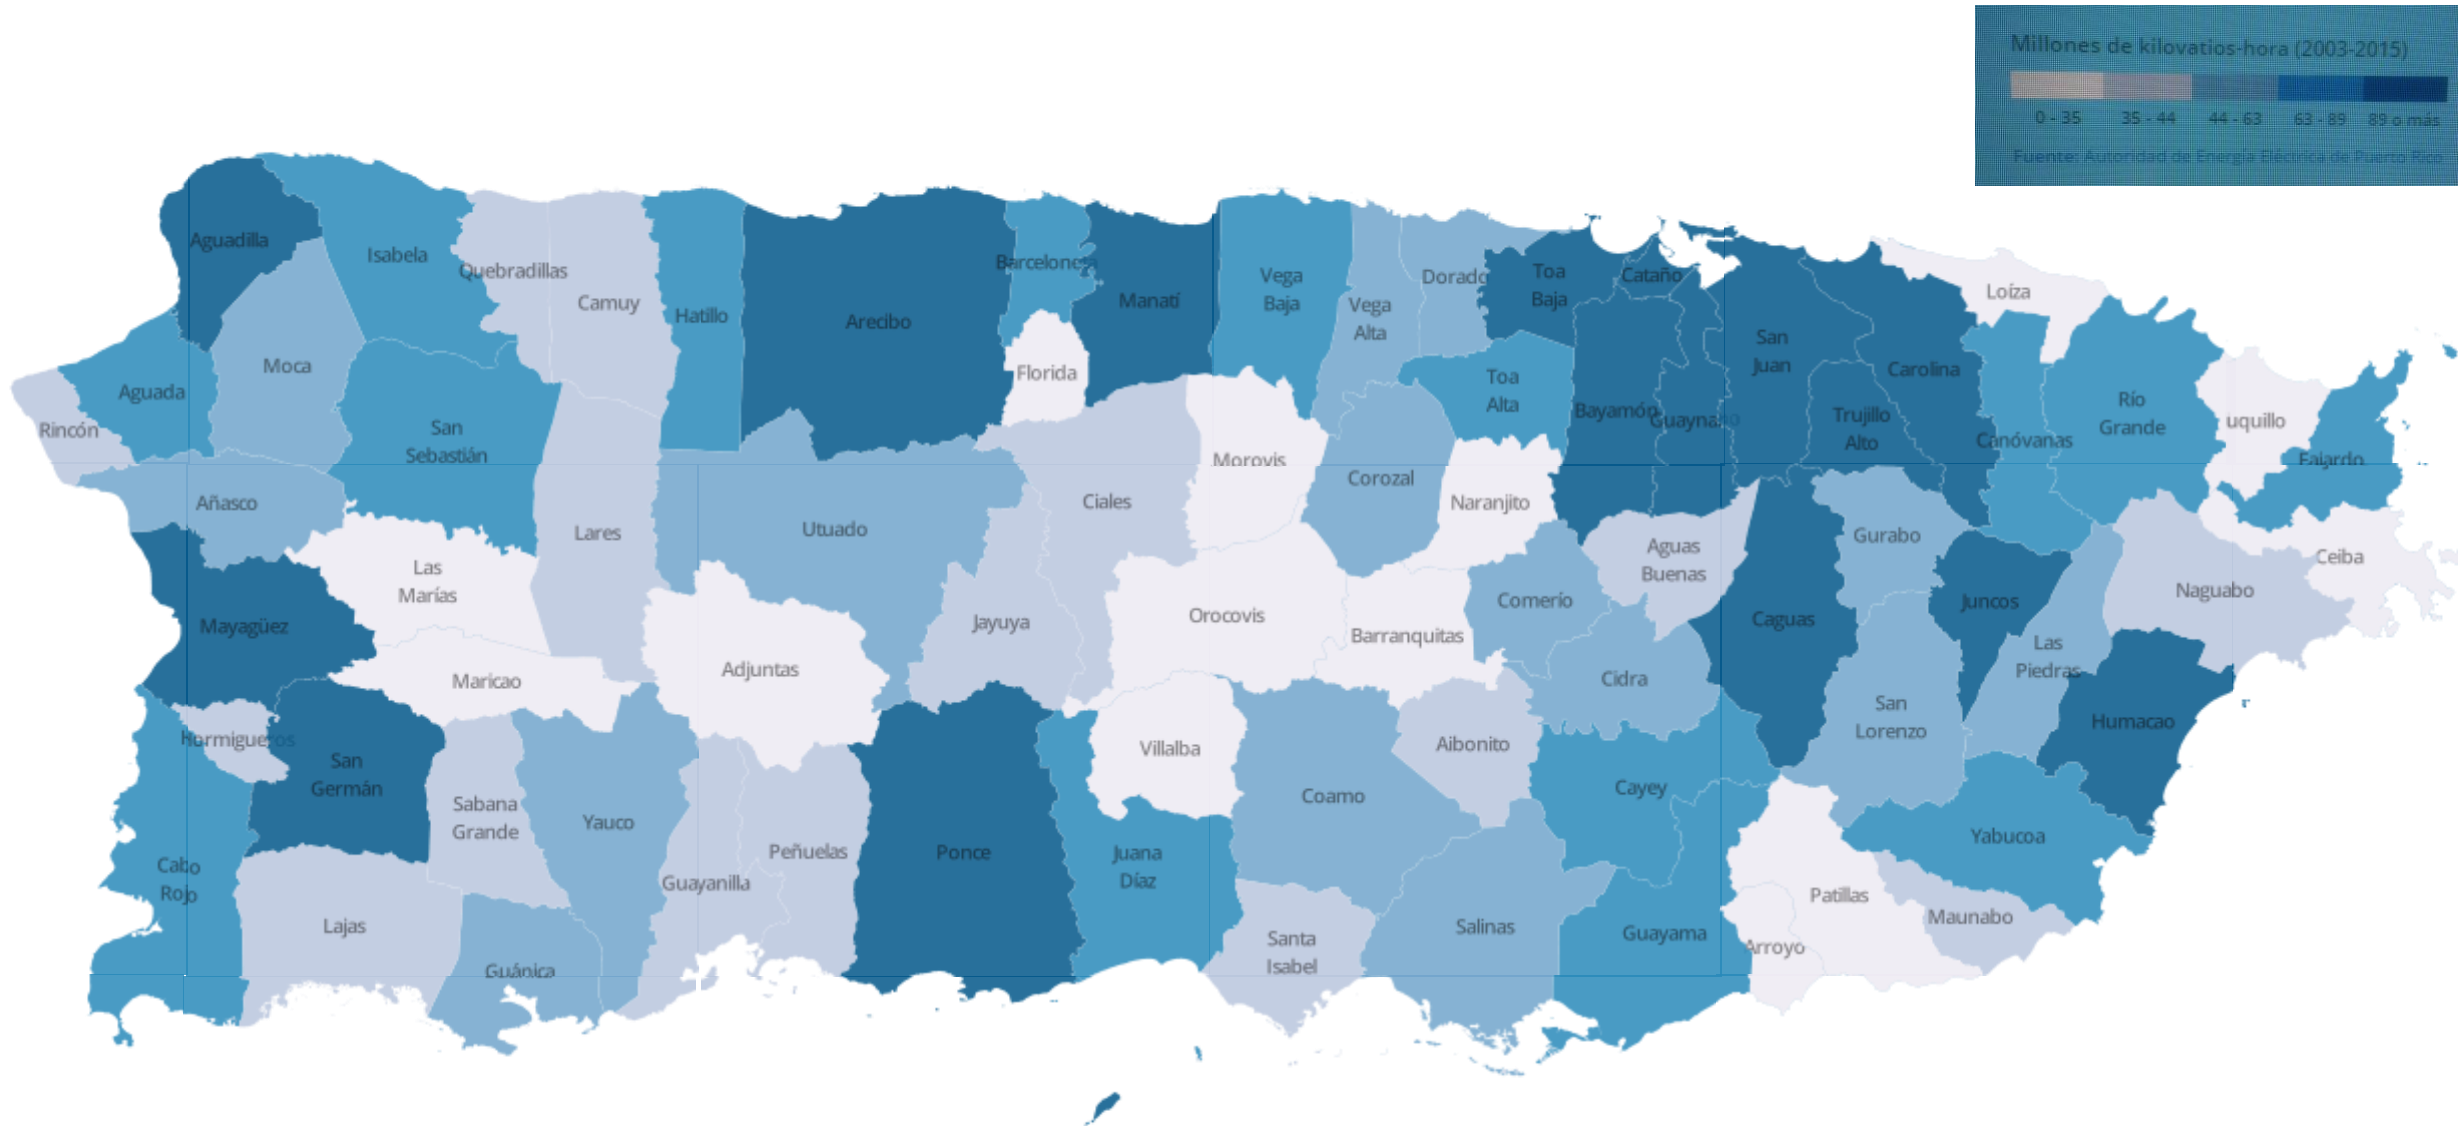 Millones de kilovatios-hora (2003-2015)
0 - 35 35 - 44 44 - 63 63 - 89 89 o más
Fuente: Autoridad de Energía Eléctrica de Puerto Rico
Aguadilla
Isabela
Quebradillas
Camuy
Hatillo
Arecibo
Barceloneta
Manatí
Vega
Baja
Vega
Alta
Dorado
Toa
Baja
Cataño
San
Juan
Carolina
Loíza
Moca
Aguada
Rincón
San
Sebastián
Florida
Toa
Alta
Bayamón
Guaynabo
Trujillo
Alto
Canóvanas
Río
Grande
uquillo
Fajardo
Añasco
Lares
Utuado
Ciales
Morovis
Corozal
Naranjito
Aguas
Buenas
Gurabo
Ceiba
Naguabo
Las
Marías
Mayagüez
Maricao
Adjuntas
Jayuya
Orocovis
Barranquitas
Comerío
Cidra
Caguas
Juncos
Las
Piedras
Humacao
San
Lorenzo
Hormigueros
San
Germán
Sabana
Grande
Yauco
Guayanilla
Peñuelas
Ponce
Villalba
Juana
Díaz
Coamo
Aibonito
Cayey
Yabucoa
Cabo
Rojo
Lajas
Guánica
Santa
Isabel
Salinas
Guayama
Arroyo
Patillas
Maunabo